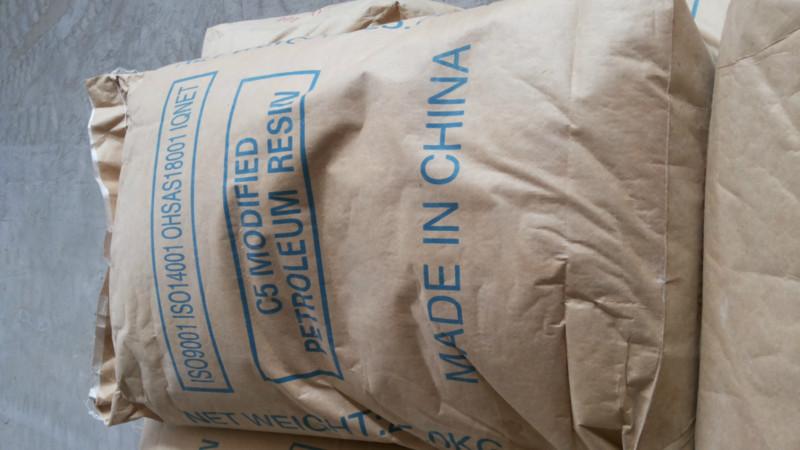 ISO9001 ISO14001 OHSAS18001 IQNET
C5 MODIFIED
PETROLEUM RESIN
MADE IN CHINA
NET WEIGHT: